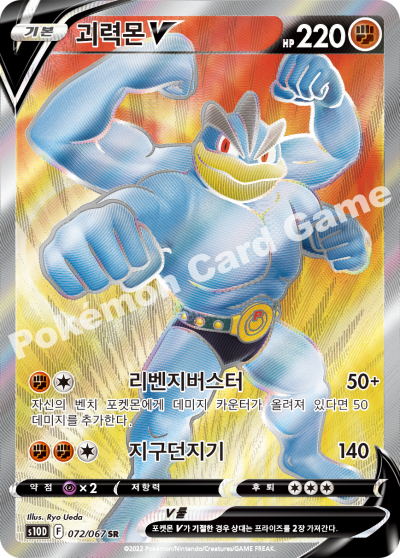 기본 괴력몬V HP 220
Pokémon Card Game
리벤지버스터 50+
자신의 벤치 포켓몬에게 데미지 카운터가 올려져 있다면 50
데미지를 추가한다.
지구던지기 140
약점 ×2 저항력 후퇴
Illus. Ryo Ueda
V룰
s10D F 072/067 SR
포켓몬 V가 기절한 경우 상대는 프라이즈를 2장 가져간다.
©2022 Pokémon/Nintendo/Creatures/GAME FREAK.